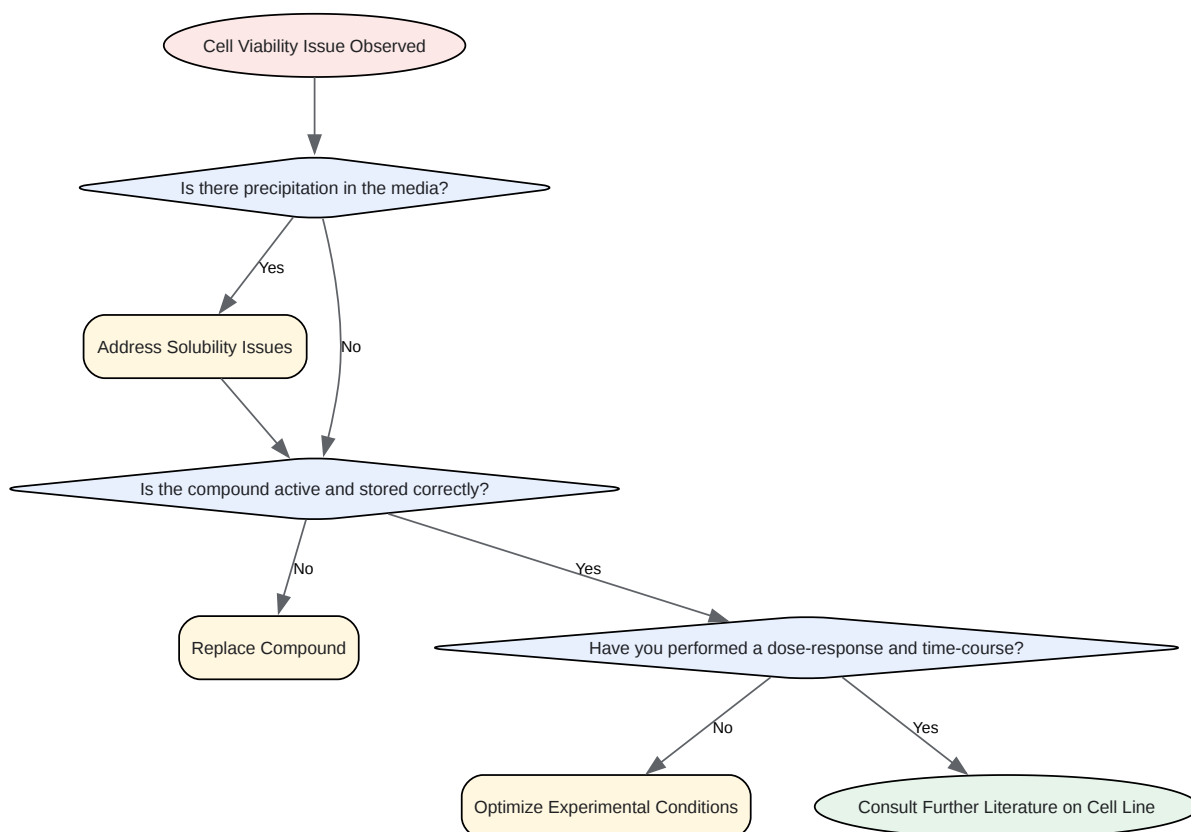 Cell Viability Issue Observed
Is there precipitation in the media?
Yes
Address Solubility Issues
No
Is the compound active and stored correctly?
No
Yes
Replace Compound
Have you performed a dose-response and time-course?
No
Yes
Optimize Experimental Conditions
Consult Further Literature on Cell Line